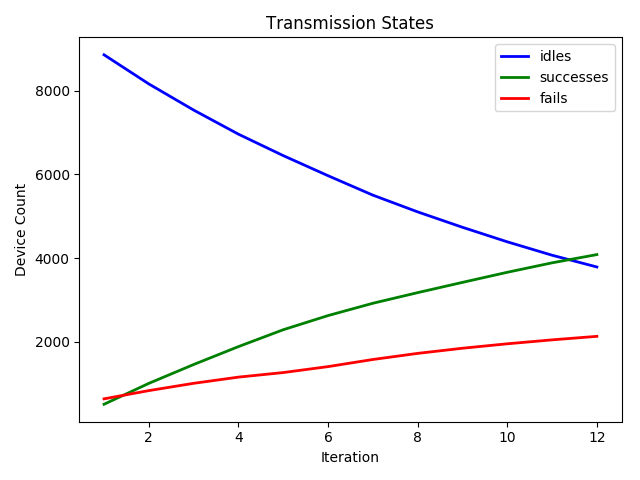 Transmission States
idles
successes
fails
Device Count
8000
6000
4000
2000
2 4 6 8 10 12
Iteration